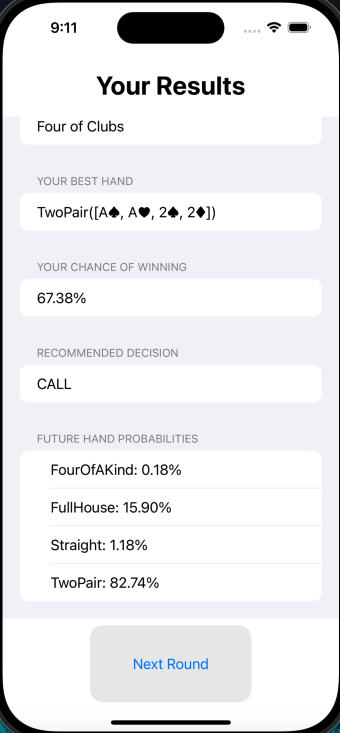 9:11
Your Results
Four of Clubs
YOUR BEST HAND
TwoPair([A♠, A♥, 2♠, 2♦])
YOUR CHANCE OF WINNING
67.38%
RECOMMENDED DECISION
CALL
FUTURE HAND PROBABILITIES
FourOfAKind: 0.18%
FullHouse: 15.90%
Straight: 1.18%
TwoPair: 82.74%
Next Round